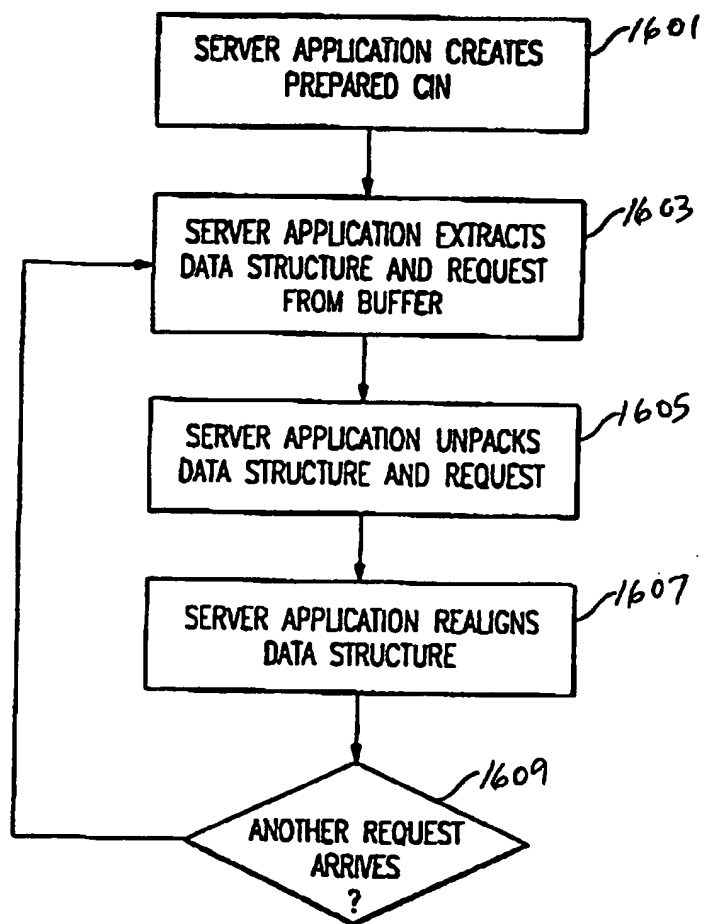 SERVER APPLICATION CREATES
PREPARED CIN
1601
SERVER APPLICATION EXTRACTS
DATA STRUCTURE AND REQUEST
FROM BUFFER
1603
SERVER APPLICATION UNPACKS
DATA STRUCTURE AND REQUEST
1605
SERVER APPLICATION REALIGNS
DATA STRUCTURE
1607
ANOTHER REQUEST
ARRIVES
?
1609